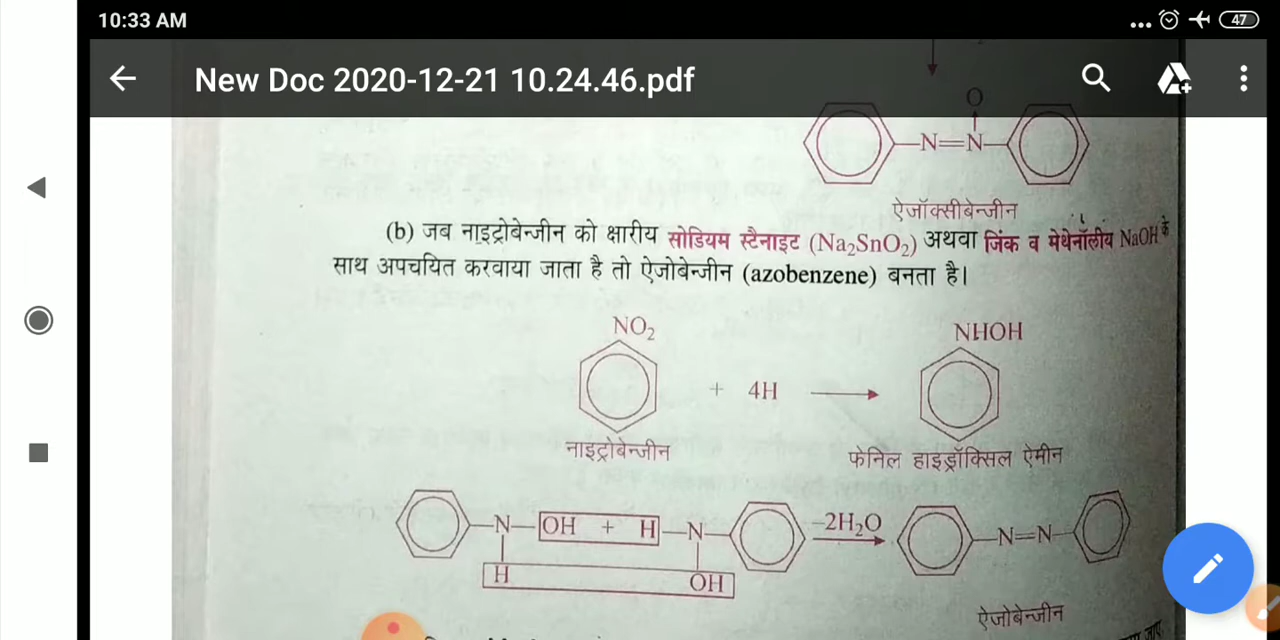 10:33 AM
47
New Doc 2020-12-21 10.24.46.pdf
O
N=N
ऐजॉक्सीबेन्जीन
(b) जब नाइट्रोबेन्जीन को क्षारीय सोडियम स्टैनाइट (Na₂SnO₂) अथवा जिंक व मेथेनॉलीय NaOH के
साथ अपचयित करवाया जाता है तो ऐजोबेन्जीन (azobenzene) बनता है।
NO₂ NHOH
+ 4H
नाइट्रोबेन्जीन फेनिल हाइड्रॉक्सिल ऐमीन
N OH + H N −2H₂O N=N
H OH
ऐजोबेन्जीन